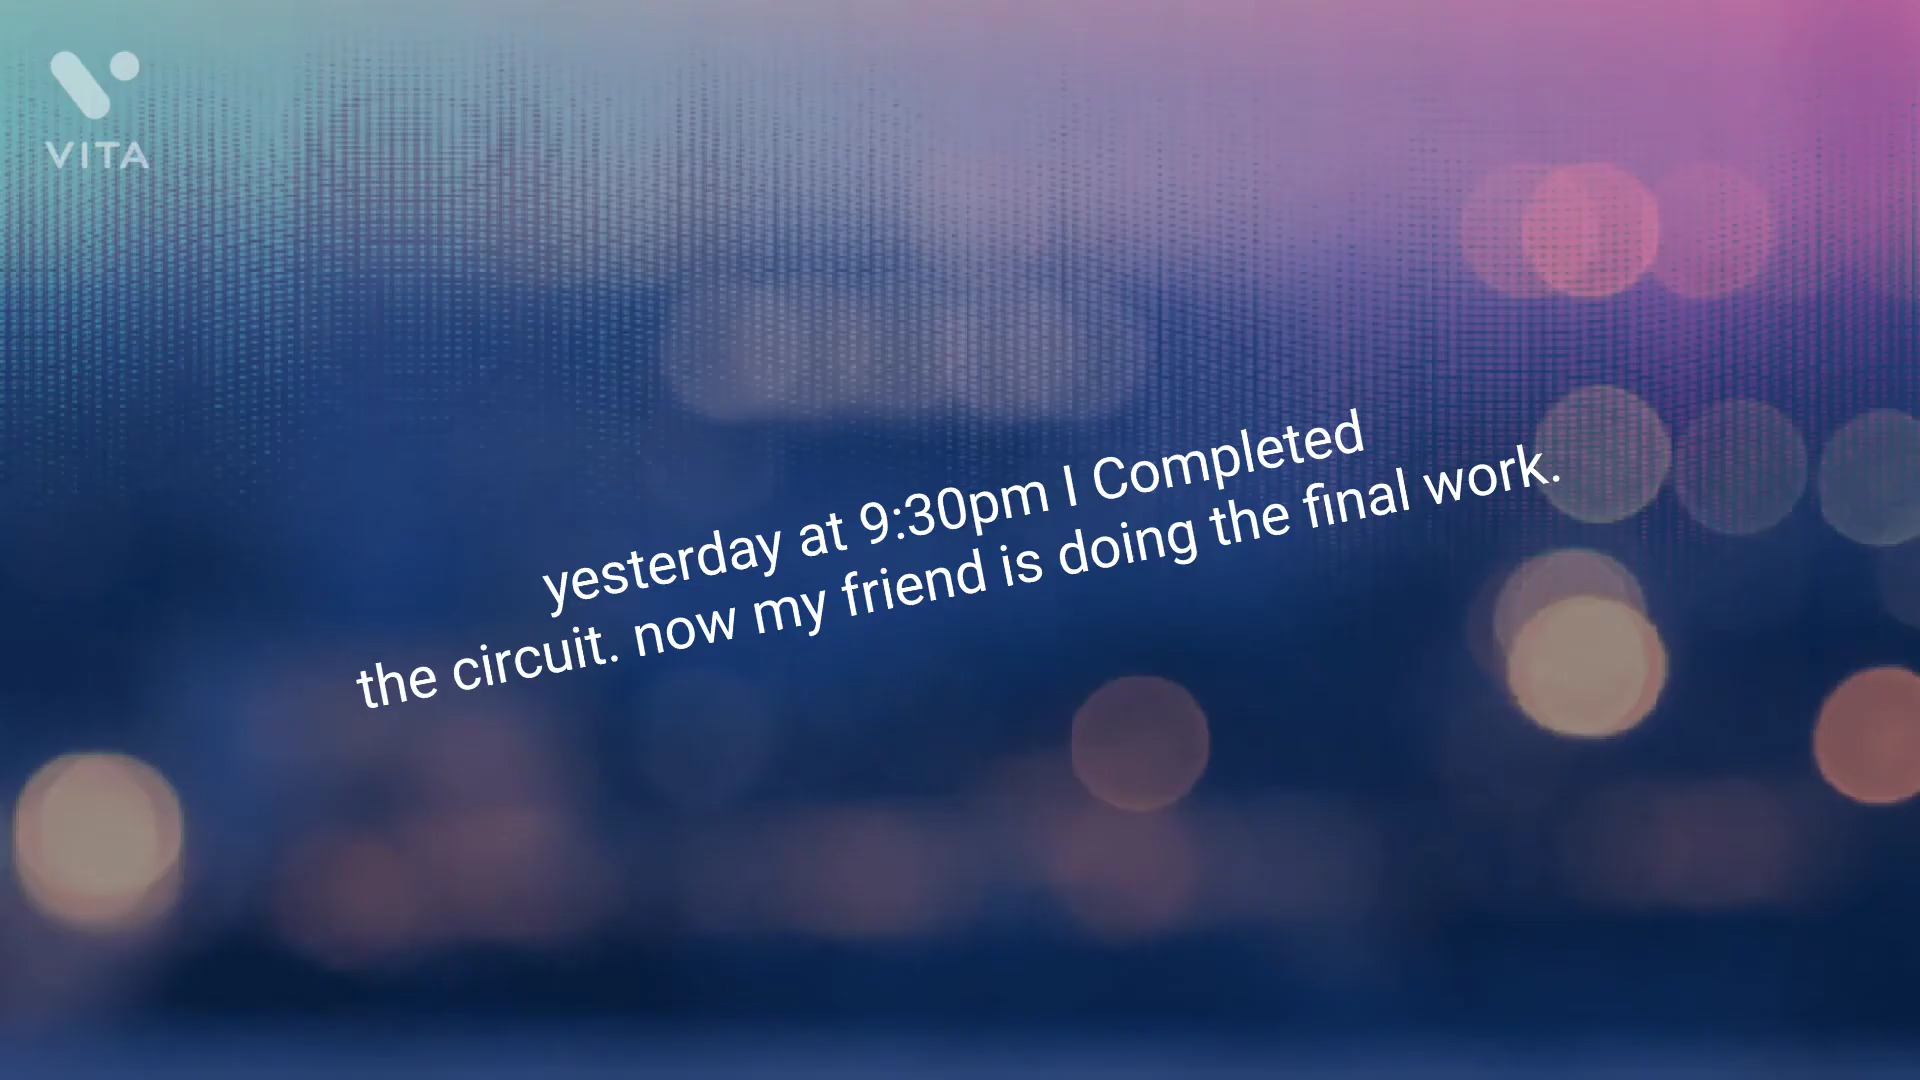 VITA
yesterday at 9:30pm I Completed
the circuit. now my friend is doing the final work.